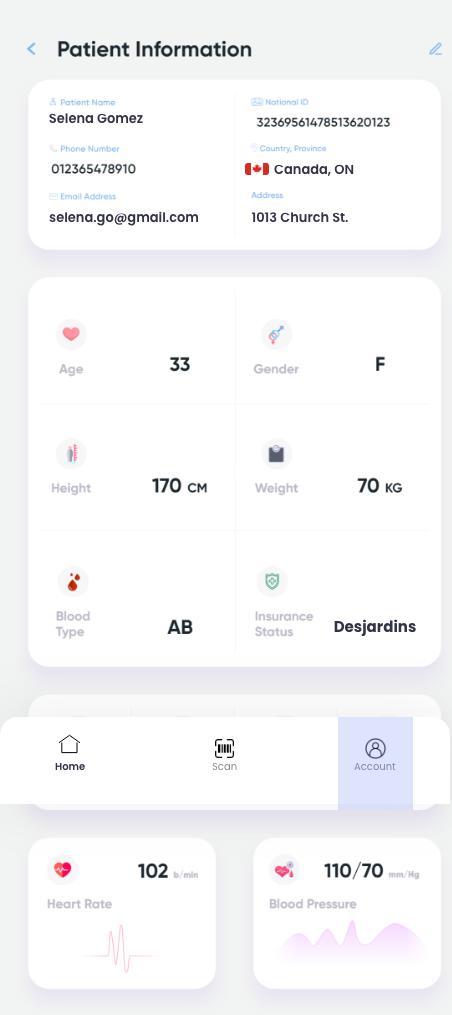 Patient Information
Patient Name
Selena Gomez
National ID
32369561478513620123
Phone Number
012365478910
Country, Province
Canada, ON
Email Address
selena.go@gmail.com
Address
1013 Church St.
Age
33
Gender
F
Height
170 CM
Weight
70 KG
Blood
Type
AB
Insurance
Status
Desjardins
Home
Scan
Account
102 b/min
Heart Rate
110/70 mm/Hg
Blood Pressure